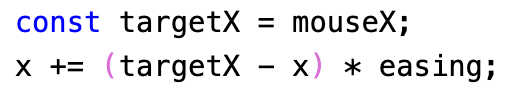 const targetX = mouseX;
x += (targetX - x) * easing;